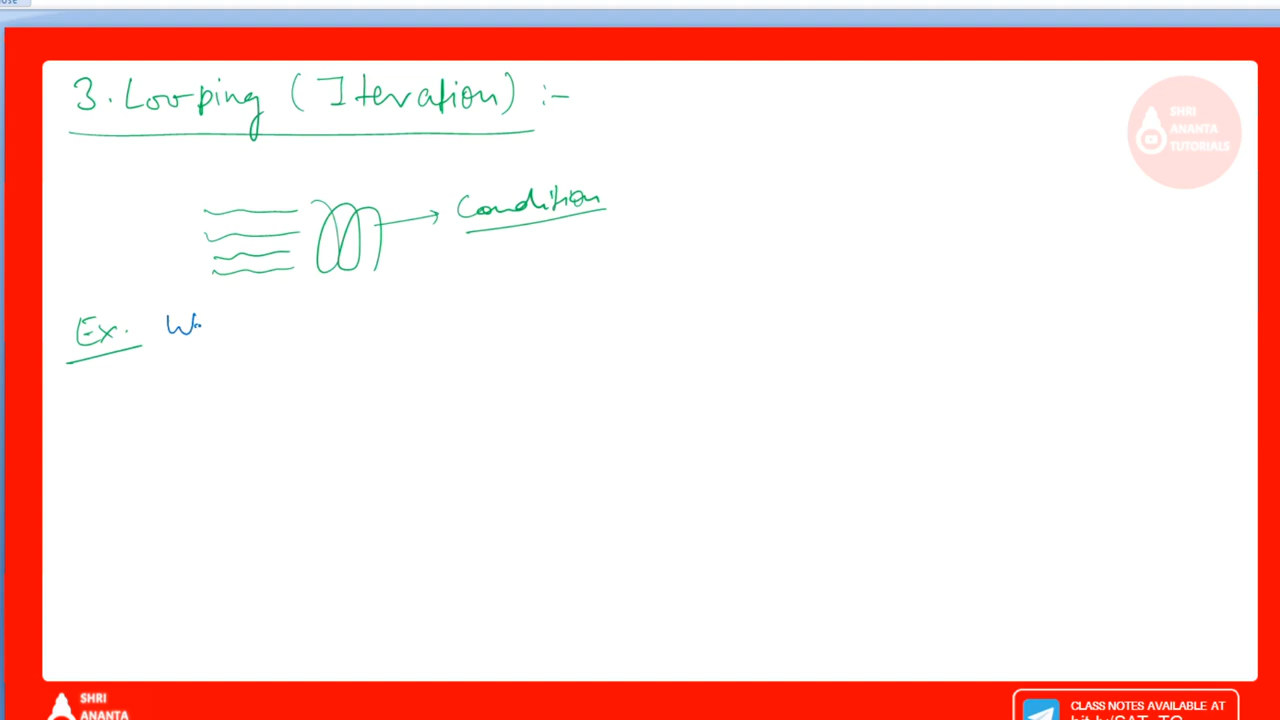 3. Looping (Iteration) :-
SHRI
ANANTA
TUTORIALS
Condition
Ex. W
SHRI
ANANTA
CLASS NOTES AVAILABLE AT